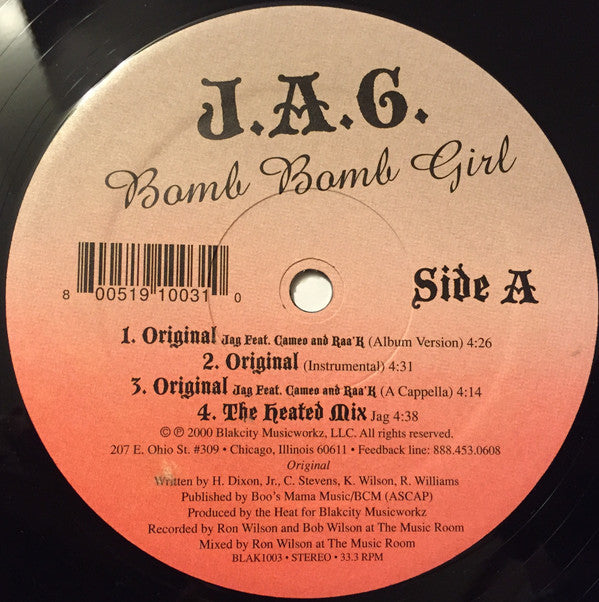 J.A.G.
Bomb Bomb Girl
8 00519 10031 0
Side A
1. Original Jag Feat. Cameo and Raa'K (Album Version) 4:26
2. Original (Instrumental) 4:31
3. Original Jag Feat. Cameo and Raa'K (A Cappella) 4:14
4. The Heated Mix Jag 4:38
© ℗ 2000 Blakcity Musicworkz, LLC. All rights reserved.
207 E. Ohio St. #309 • Chicago, Illinois 60611 • Feedback line: 888.453.0608
Original
Written by H. Dixon, Jr., C. Stevens, K. Wilson, R. Williams
Published by Boo's Mama Music/BCM (ASCAP)
Produced by the Heat for Blakcity Musicworkz
Recorded by Ron Wilson and Bob Wilson at The Music Room
Mixed by Ron Wilson at The Music Room
BLAK1003 • STEREO • 33.3 RPM